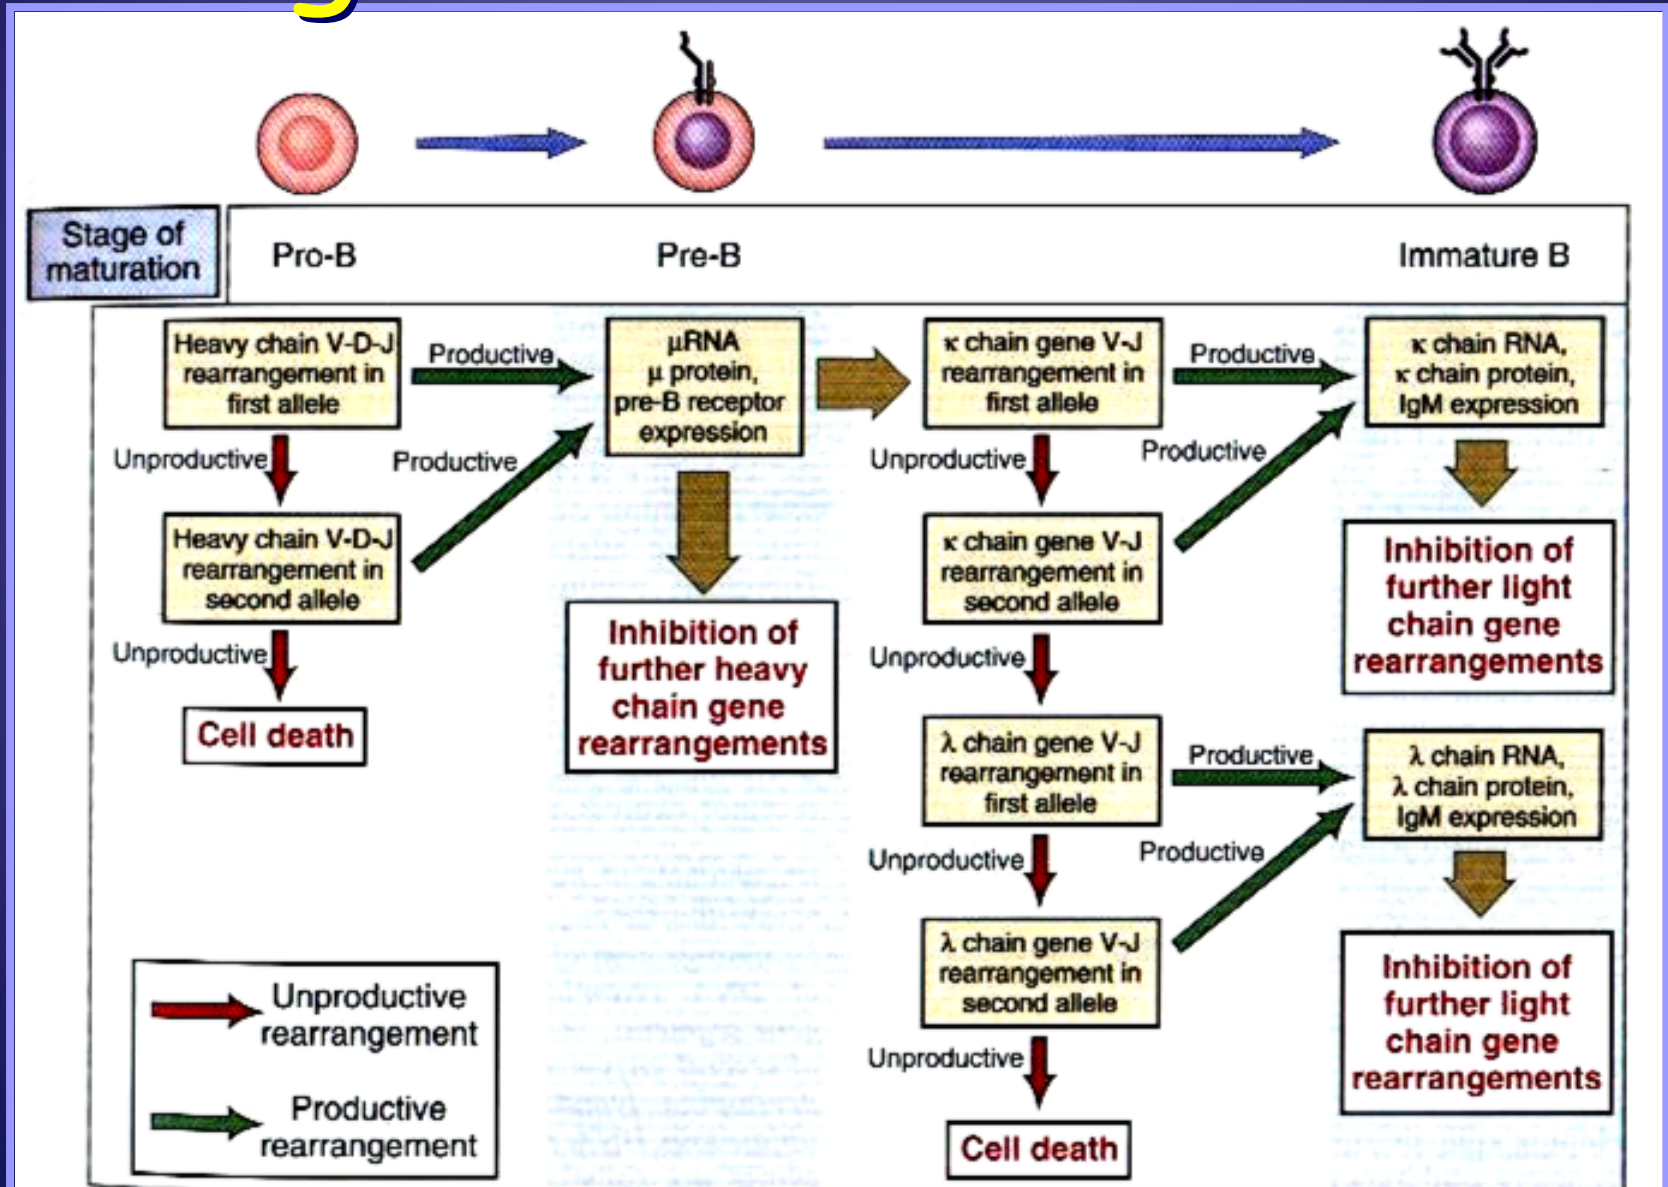 Stage of
maturation
Pro-B
Pre-B
Immature B
Heavy chain V-D-J
rearrangement in
first allele
Productive
μRNA
μ protein,
pre-B receptor
expression
κ chain gene V-J
rearrangement in
first allele
Productive
κ chain RNA,
κ chain protein,
IgM expression
Unproductive
Productive
Unproductive
Productive
Heavy chain V-D-J
rearrangement in
second allele
κ chain gene V-J
rearrangement in
second allele
Inhibition of
further light
chain gene
rearrangements
Unproductive
Inhibition of
further heavy
chain gene
rearrangements
Unproductive
Cell death
λ chain gene V-J
rearrangement in
first allele
Productive
λ chain RNA,
λ chain protein,
IgM expression
Unproductive
Productive
λ chain gene V-J
rearrangement in
second allele
Inhibition of
further light
chain gene
rearrangements
Unproductive
rearrangement
Productive
rearrangement
Unproductive
Cell death